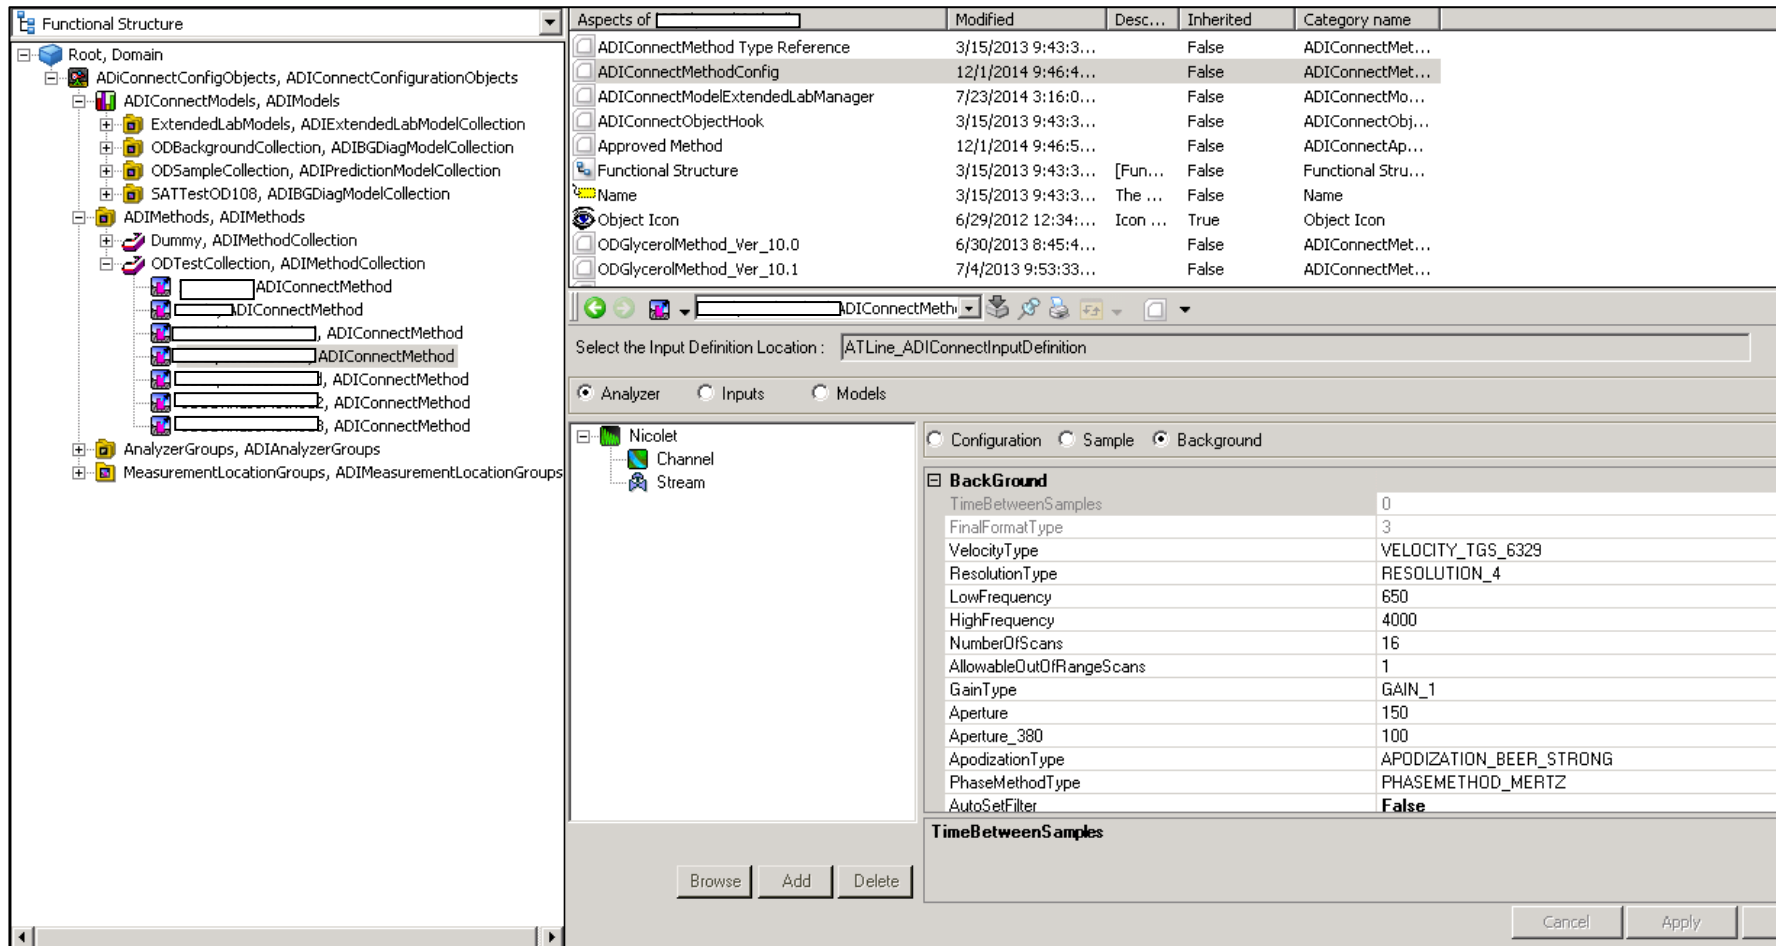 Functional Structure
Root, Domain
ADiConnectConfigObjects, ADIConnectConfigurationObjects
ADIConnectModels, ADIModels
ExtendedLabModels, ADIExtendedLabModelCollection
ODBackgroundCollection, ADIBGDiagModelCollection
ODSampleCollection, ADIPredictionModelCollection
SATTestOD108, ADIBGDiagModelCollection
ADIMethods, ADIMethods
Dummy, ADIMethodCollection
ODTestCollection, ADIMethodCollection
ADIConnectMethod
ADIConnectMethod
, ADIConnectMethod
ADIConnectMethod
, ADIConnectMethod
2, ADIConnectMethod
3, ADIConnectMethod
AnalyzerGroups, ADIAnalyzerGroups
MeasurementLocationGroups, ADIMeasurementLocationGroups
Aspects of Modified Desc... Inherited Category name
ADIConnectMethod Type Reference 3/15/2013 9:43:3... False ADIConnectMet...
ADIConnectMethodConfig 12/1/2014 9:46:4... False ADIConnectMet...
ADIConnectModelExtendedLabManager 7/23/2014 3:16:0... False ADIConnectMo...
ADIConnectObjectHook 3/15/2013 9:43:3... False ADIConnectObj...
Approved Method 12/1/2014 9:46:5... False ADIConnectAp...
Functional Structure 3/15/2013 9:43:3... [Fun... False Functional Stru...
Name 3/15/2013 9:43:3... The ... False Name
Object Icon 6/29/2012 12:34:... Icon ... True Object Icon
ODGlycerolMethod_Ver_10.0 6/30/2013 8:45:4... False ADIConnectMet...
ODGlycerolMethod_Ver_10.1 7/4/2013 9:53:33... False ADIConnectMet...
ADIConnectMeth
Select the Input Definition Location : ATLine_ADIConnectInputDefinition
Analyzer Inputs Models
Nicolet
Channel
Stream
Configuration Sample Background
BackGround
TimeBetweenSamples 0
FinalFormatType 3
VelocityType VELOCITY_TGS_6329
ResolutionType RESOLUTION_4
LowFrequency 650
HighFrequency 4000
NumberOfScans 16
AllowableOutOfRangeScans 1
GainType GAIN_1
Aperture 150
Aperture_380 100
ApodizationType APODIZATION_BEER_STRONG
PhaseMethodType PHASEMETHOD_MERTZ
AutoSetFilter False
TimeBetweenSamples
Browse Add Delete
Cancel Apply